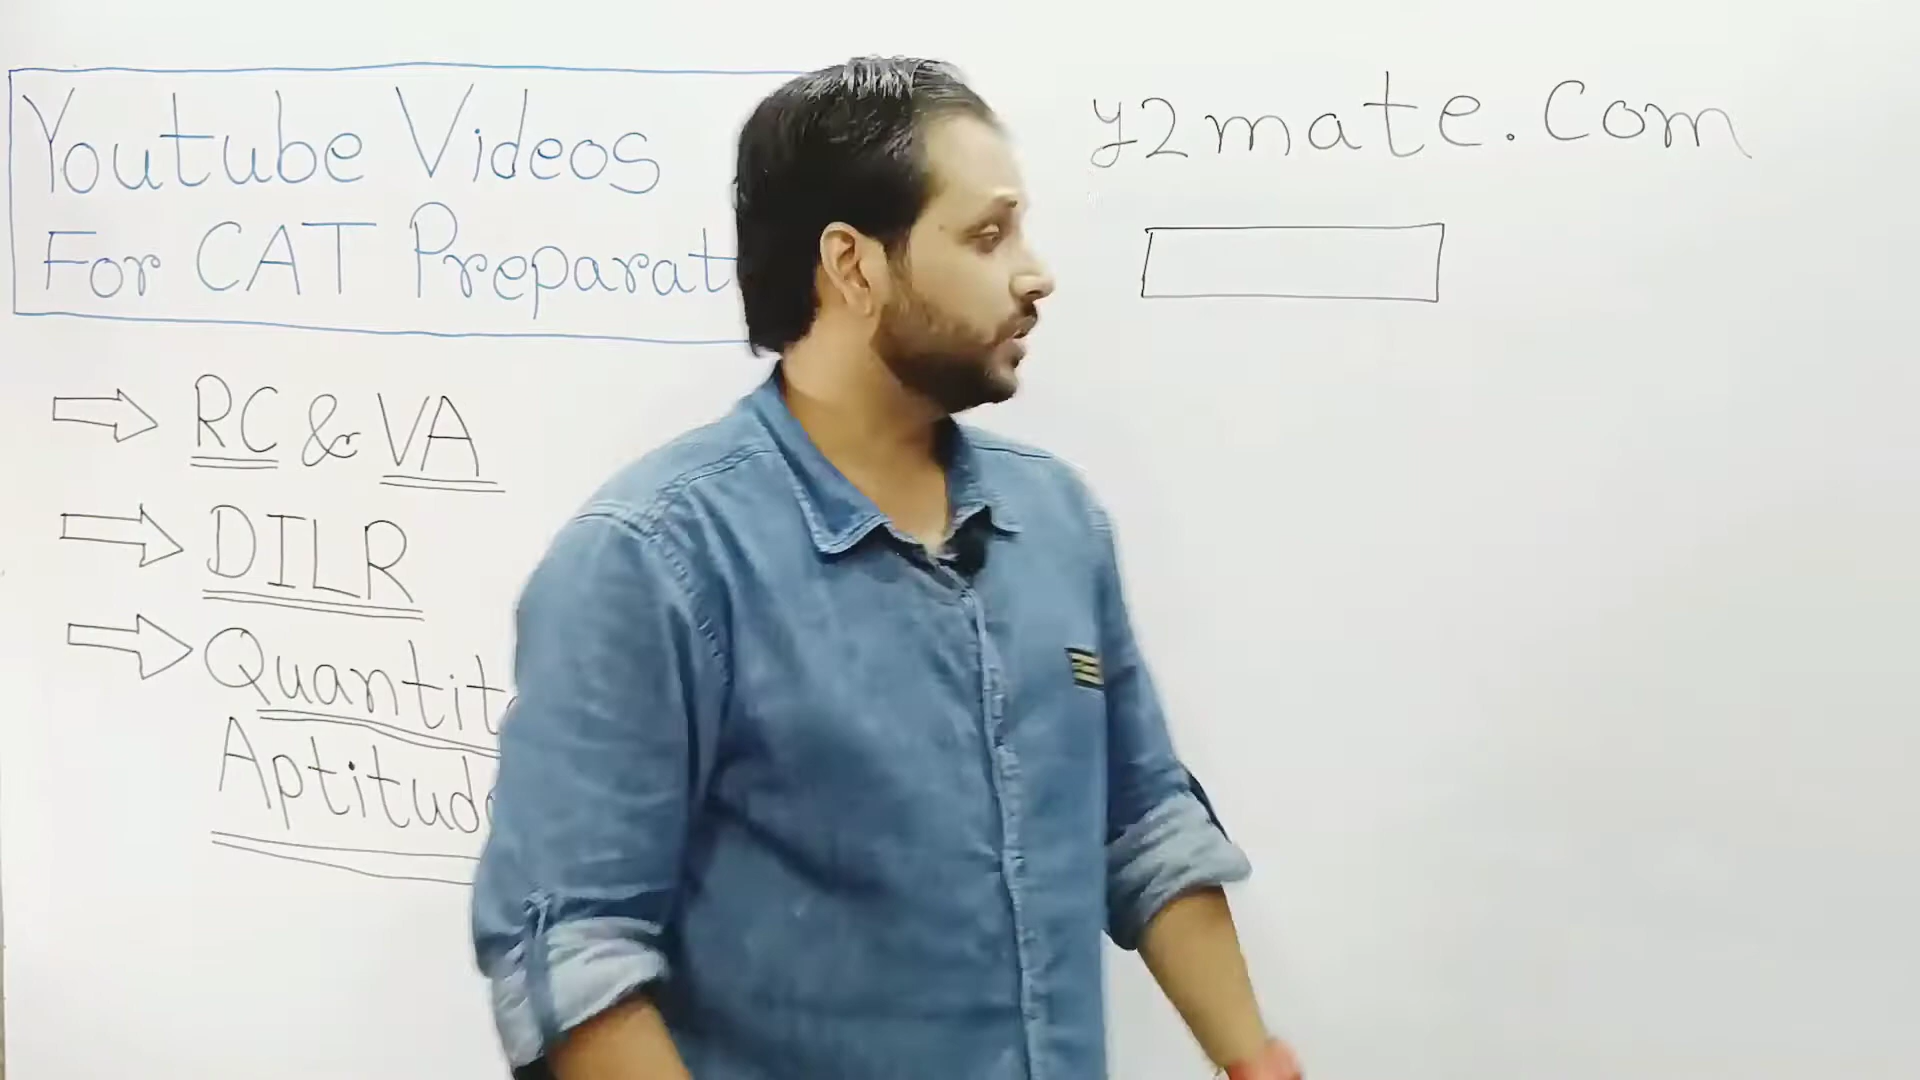 Youtube Videos
For CAT Preparat
RC & VA
DILR
Quantit
Aptitud
y2mate.com